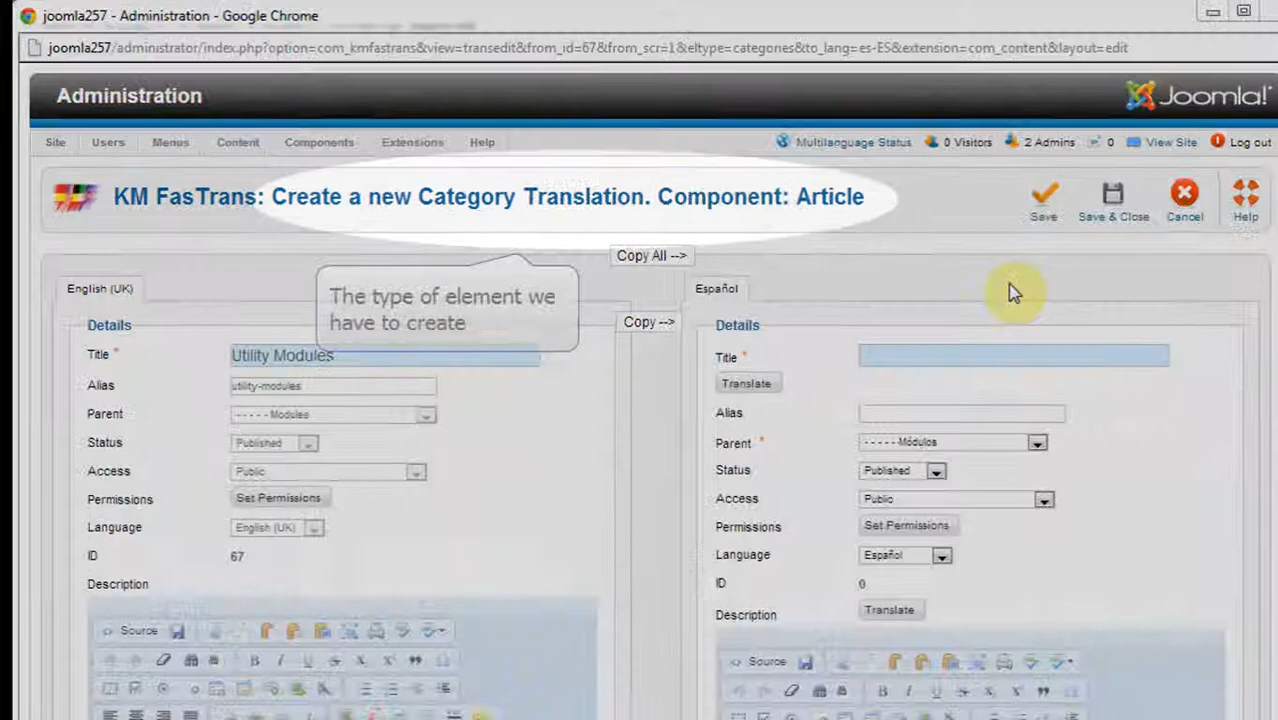 joomla257 - Administration - Google Chrome
joomla257/administrator/index.php?option=com_kmfastrans&view=transedit&from_id=67&from_scr=1&eltype=categories&to_lang=es-ES&extension=com_content&layout=edit
Administration
Joomla!
Site Users Menus Content Components Extensions Help Multilanguage Status 0 Visitors 2 Admins 0 View Site Log out
KM FasTrans: Create a new Category Translation. Component: Article
Save Save & Close Cancel Help
Copy All -->
English (UK)
The type of element we
have to create
Español
Copy -->
Details
Title *
Utility Modules
Alias
utility-modules
Parent
- - - - - Modules
Status
Published
Access
Public
Permissions
Set Permissions
Language
English (UK)
ID
67
Description
Source
B I U S X X
Details
Title *
Translate
Alias
Parent *
- - - - - Módulos
Status
Published
Access
Public
Permissions
Set Permissions
Language
Español
ID
0
Description
Translate
Source
B I U S X X